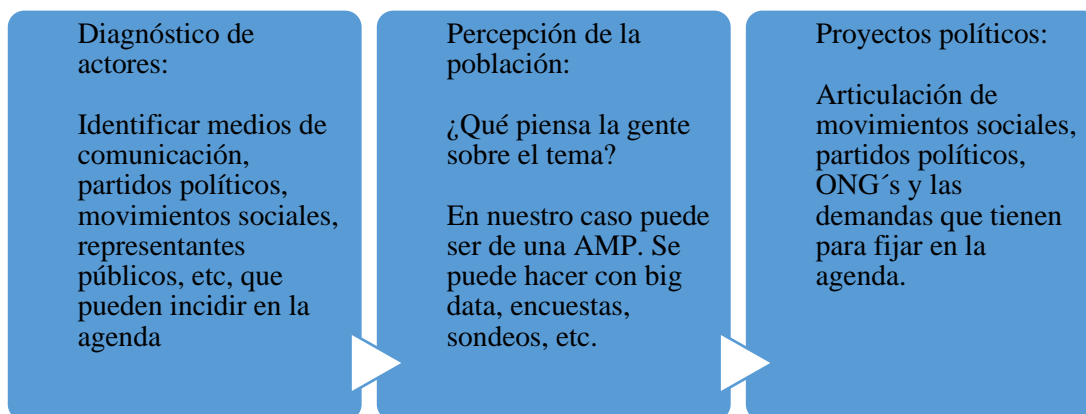 Diagnóstico de
actores:
Identificar medios de
comunicación,
partidos políticos,
movimientos sociales,
representantes
públicos, etc, que
pueden incidir en la
agenda
Percepción de la
población:
¿Qué piensa la gente
sobre el tema?
En nuestro caso puede
ser de una AMP. Se
puede hacer con big
data, encuestas,
sondeos, etc.
Proyectos políticos:
Articulación de
movimientos sociales,
partidos políticos,
ONG´s y las
demandas que tienen
para fijar en la
agenda.